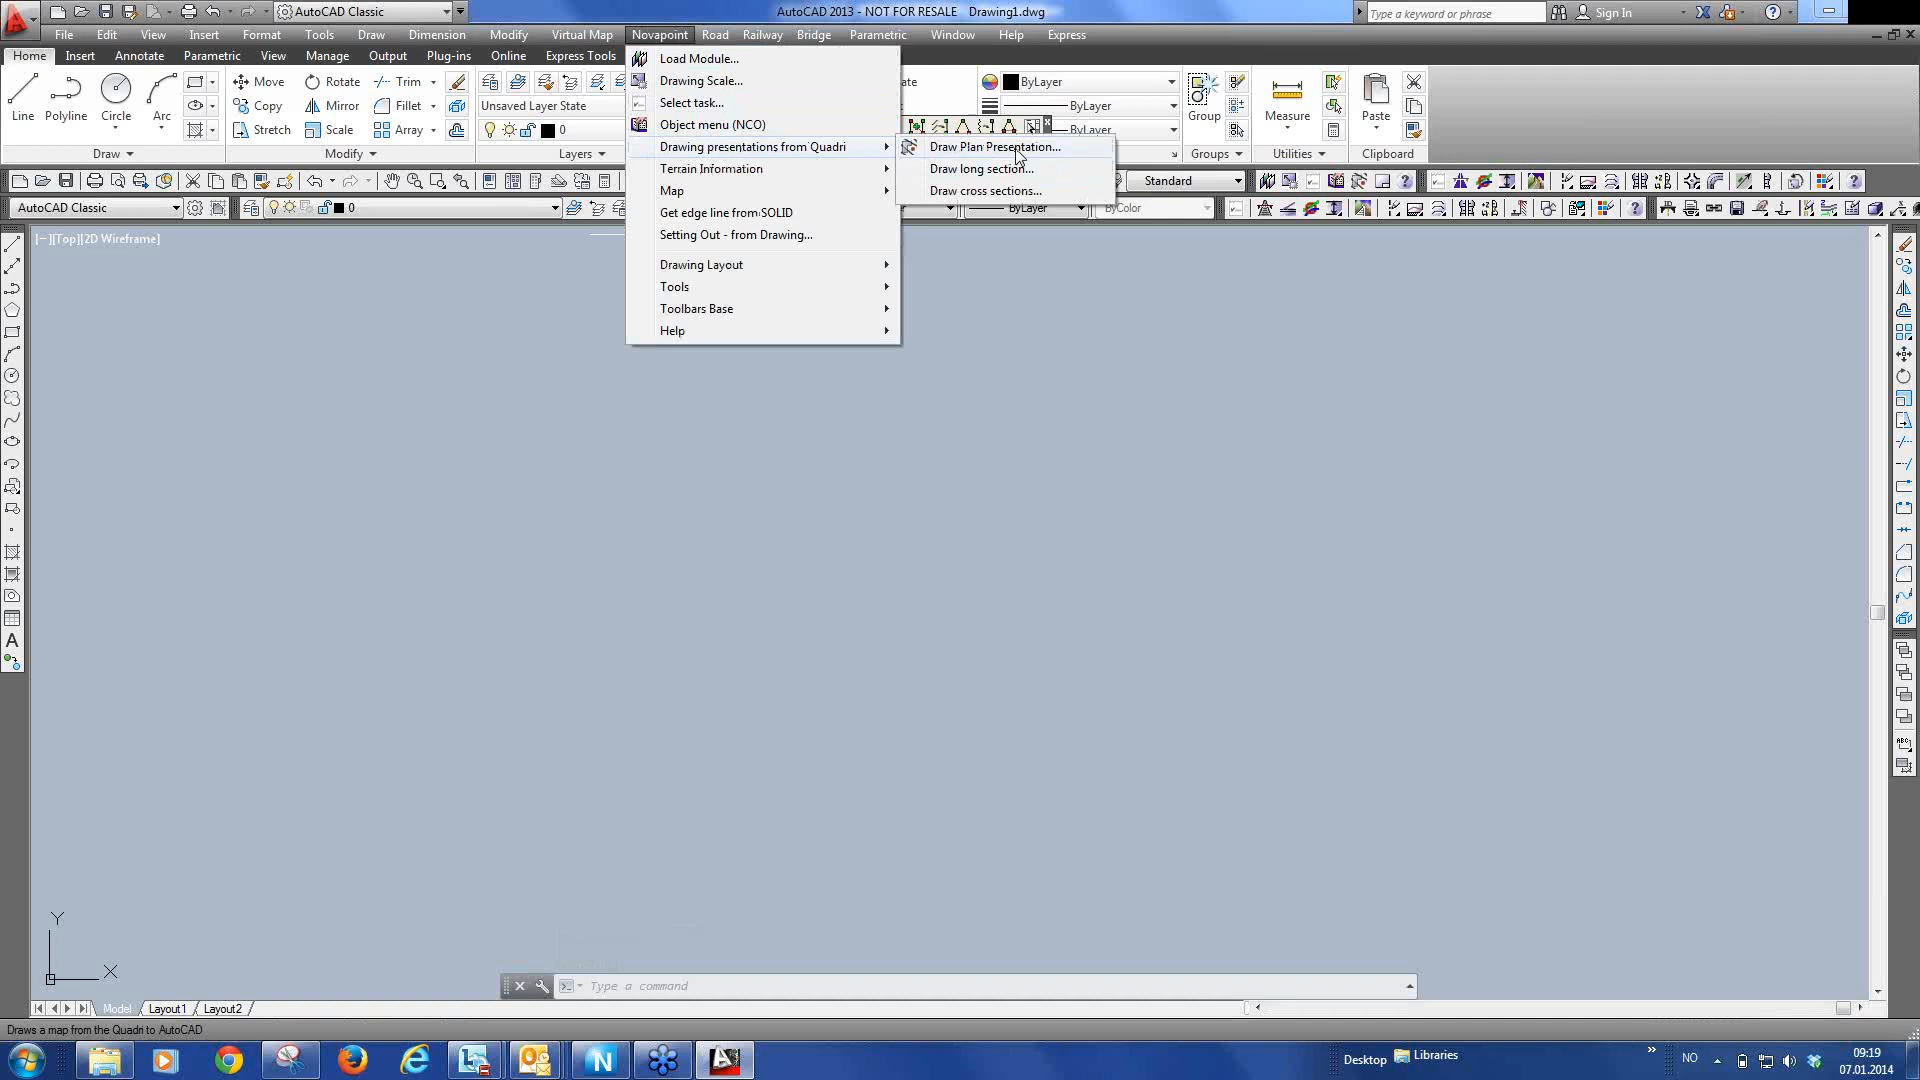 AutoCAD Classic
AutoCAD 2013 - NOT FOR RESALE Drawing1.dwg
Type a keyword or phrase
Sign In
File Edit View Insert Format Tools Draw Dimension Modify Virtual Map Novapoint Road Railway Bridge Parametric Window Help Express
Home Insert Annotate Parametric View Manage Output Plug-ins Online Express Tools
Load Module...
Drawing Scale...
Select task...
Object menu (NCO)
Drawing presentations from Quadri
Terrain Information
Map
Get edge line from SOLID
Setting Out - from Drawing...
Drawing Layout
Tools
Toolbars Base
Help
Draw Plan Presentation...
Draw long section...
Draw cross sections...
Line Polyline Circle Arc
Move Rotate Trim
Copy Mirror Fillet
Stretch Scale Array
Unsaved Layer State
0
ate
ByLayer
ByLayer
ByLayer
Group
Measure
Paste
Draw Modify Layers Groups Utilities Clipboard
Standard
AutoCAD Classic
0
ByLayer
ByColor
[−][Top][2D Wireframe]
A
ABC
Y
X
Type a command
Model Layout1 Layout2
Draws a map from the Quadri to AutoCAD
Desktop
Libraries
»
NO
09:19
07.01.2014